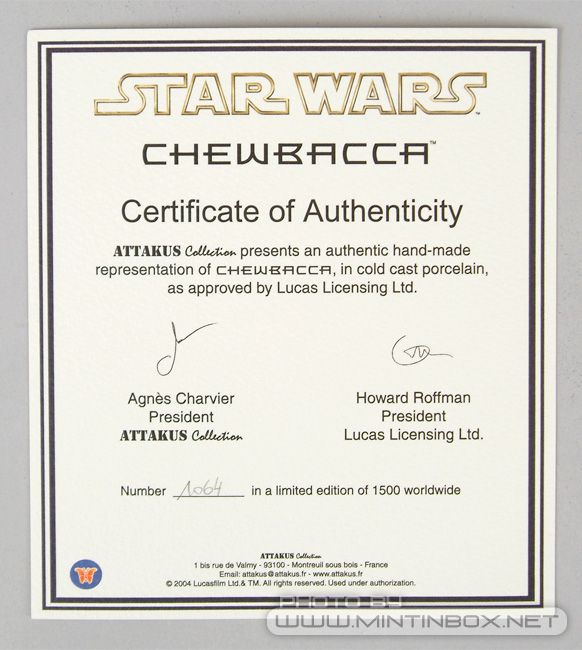 STAR WARS™
CHEWBACCA™
Certificate of Authenticity
ATTAKUS Collection presents an authentic hand-made
representation of CHEWBACCA, in cold cast porcelain,
as approved by Lucas Licensing Ltd.
Agnès Charvier
President
ATTAKUS Collection
Howard Roffman
President
Lucas Licensing Ltd.
Number 1064 in a limited edition of 1500 worldwide
ATTAKUS Collection
1 bis rue de Valmy - 93100 - Montreuil sous bois - France
Email: attakus@attakus.fr - www.attakus.fr
© 2004 Lucasfilm Ltd.& TM. All rights reserved. Used under authorization.
PHOTO BY
WWW.MINTINBOX.NET